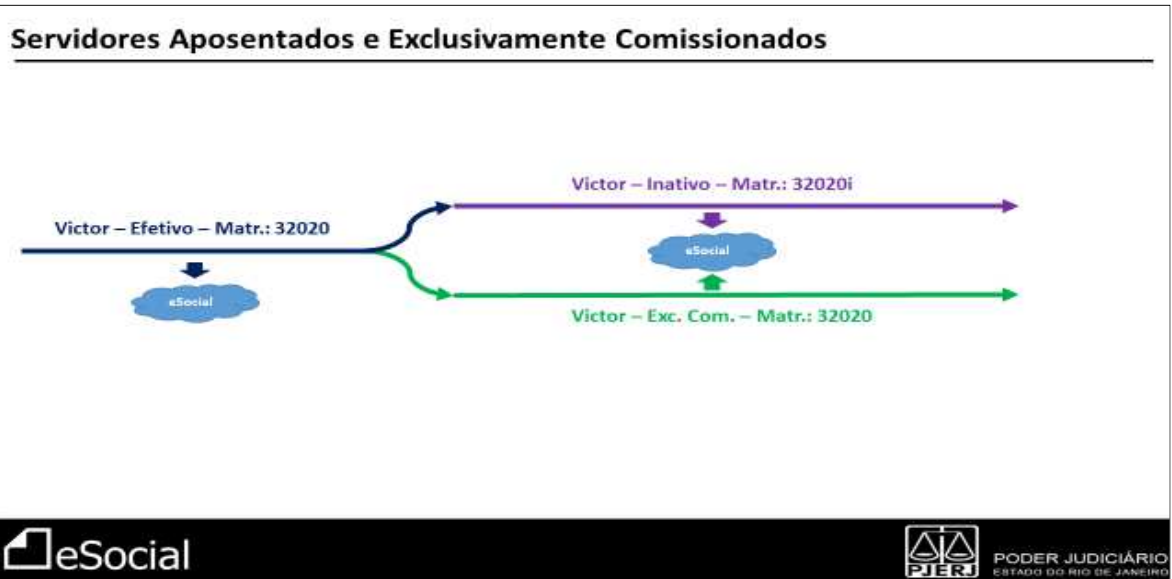 Servidores Aposentados e Exclusivamente Comissionados
Victor – Inativo – Matr.: 32020i
Victor – Efetivo – Matr.: 32020
eSocial
eSocial
Victor – Exc. Com. – Matr.: 32020
eSocial
PJERJ
PODER JUDICIÁRIO
ESTADO DO RIO DE JANEIRO